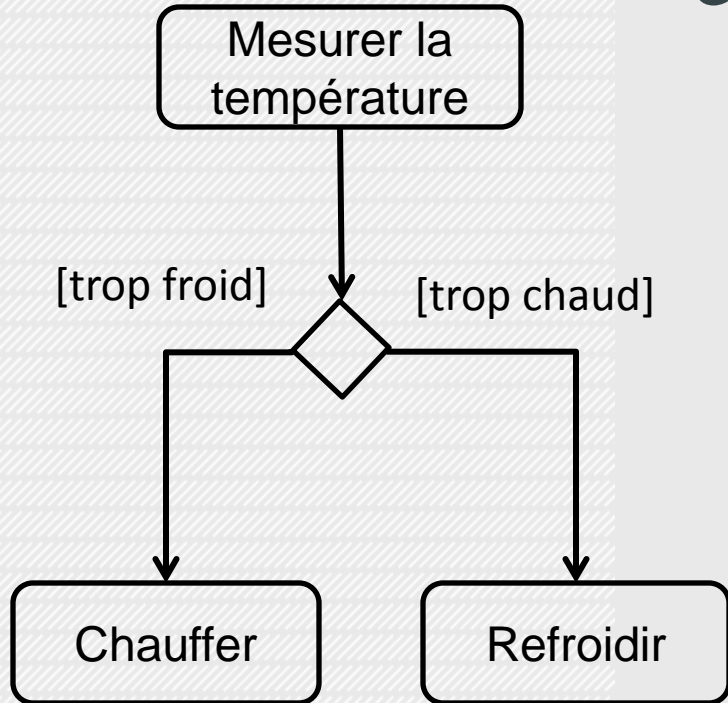 Mesurer la
température
[trop froid]
[trop chaud]
Chauffer
Refroidir